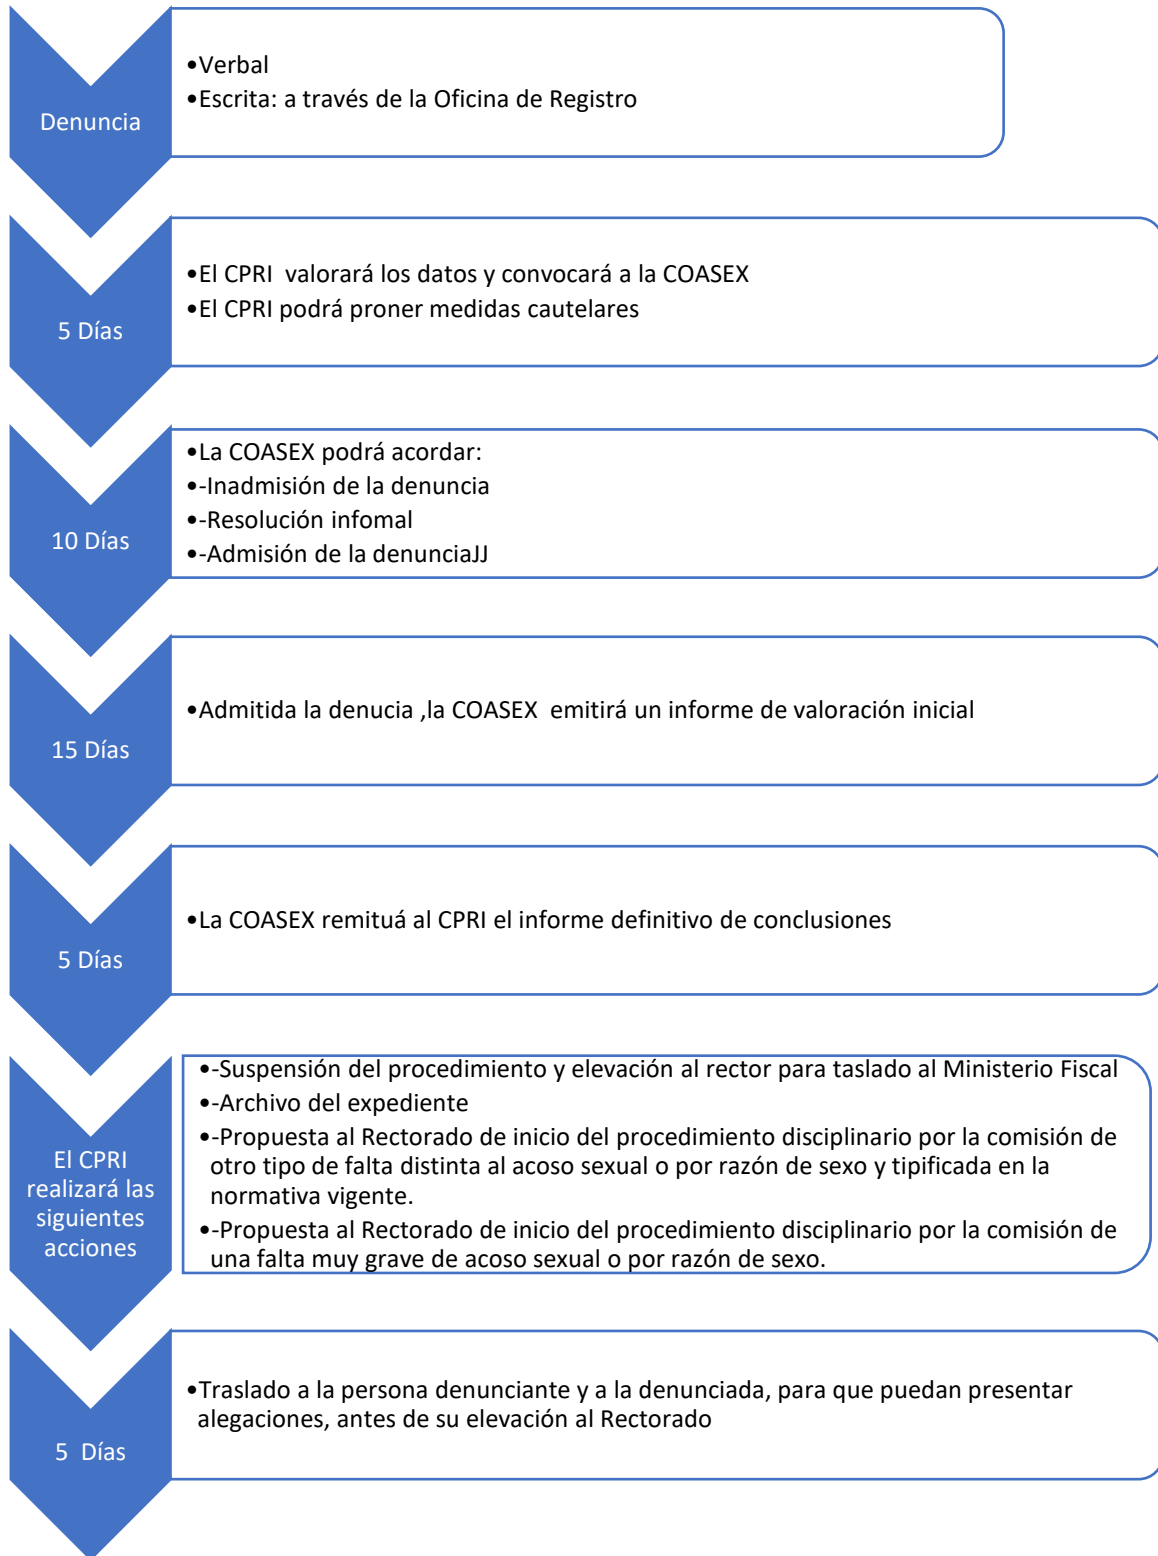 Denuncia
•Verbal
•Escrita: a través de la Oficina de Registro
5 Días
•El CPRI  valorará los datos y convocará a la COASEX
•El CPRI podrá proner medidas cautelares
10 Días
•La COASEX podrá acordar:
•-Inadmisión de la denuncia
•-Resolución infomal
•-Admisión de la denunciaJJ
15 Días
•Admitida la denucia ,la COASEX  emitirá un informe de valoración inicial
5 Días
•La COASEX remituá al CPRI el informe definitivo de conclusiones
El CPRI
realizará las
siguientes
acciones
•-Suspensión del procedimiento y elevación al rector para taslado al Ministerio Fiscal
•-Archivo del expediente
•-Propuesta al Rectorado de inicio del procedimiento disciplinario por la comisión de
otro tipo de falta distinta al acoso sexual o por razón de sexo y tipificada en la
normativa vigente.
•-Propuesta al Rectorado de inicio del procedimiento disciplinario por la comisión de
una falta muy grave de acoso sexual o por razón de sexo.
5  Días
•Traslado a la persona denunciante y a la denunciada, para que puedan presentar
alegaciones, antes de su elevación al Rectorado